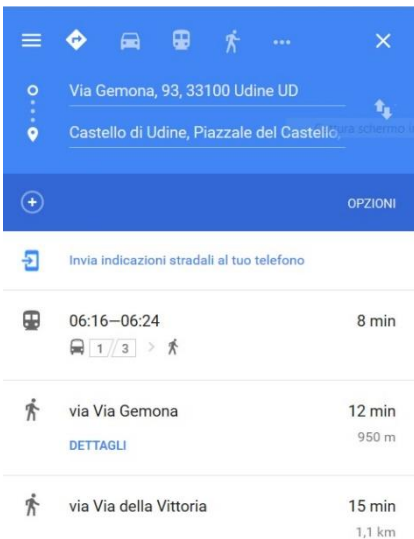 Via Gemona, 93, 33100 Udine UD
Castello di Udine, Piazzale del Castello,
schermo
OPZIONI
Invia indicazioni stradali al tuo telefono
06:16—06:24 8 min
1 3 >
via Via Gemona 12 min
DETTAGLI 950 m
via Via della Vittoria 15 min
1,1 km